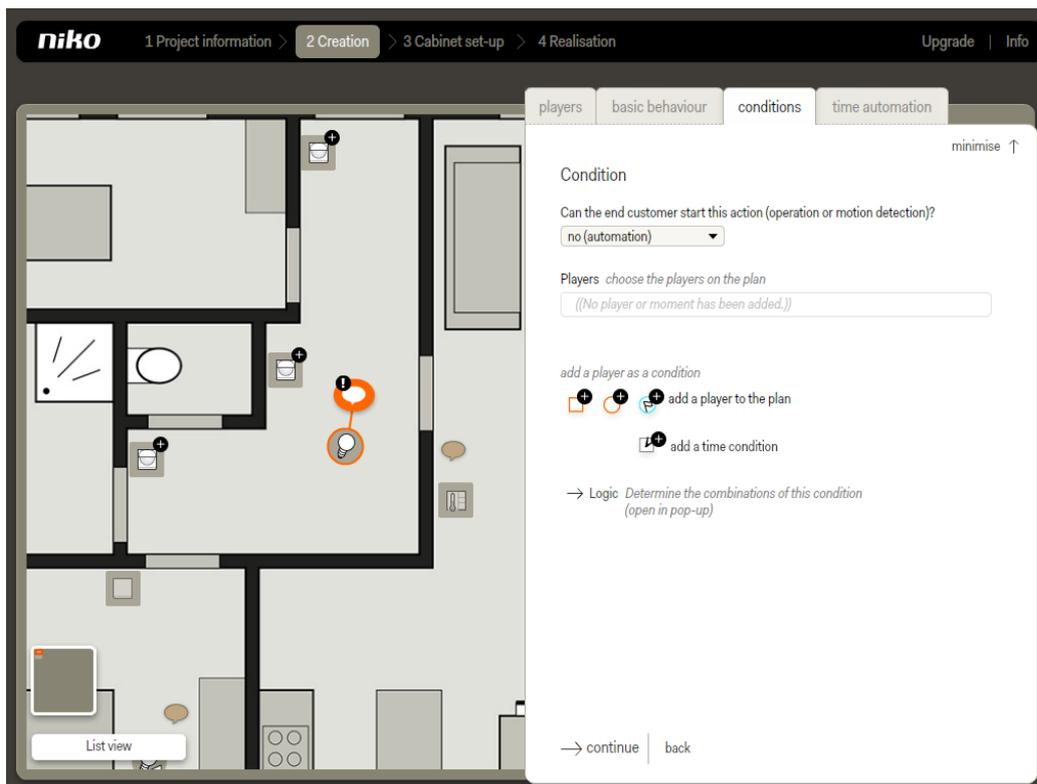 niko
1 Project information
2 Creation
3 Cabinet set-up
4 Realisation
Upgrade | Info
players
basic behaviour
conditions
time automation
minimise ↑
Condition
Can the end customer start this action (operation or motion detection)?
no (automation)
Players choose the players on the plan
((No player or moment has been added.))
add a player as a condition
add a player to the plan
add a time condition
→ Logic Determine the combinations of this condition
(open in pop-up)
List view
→ continue | back